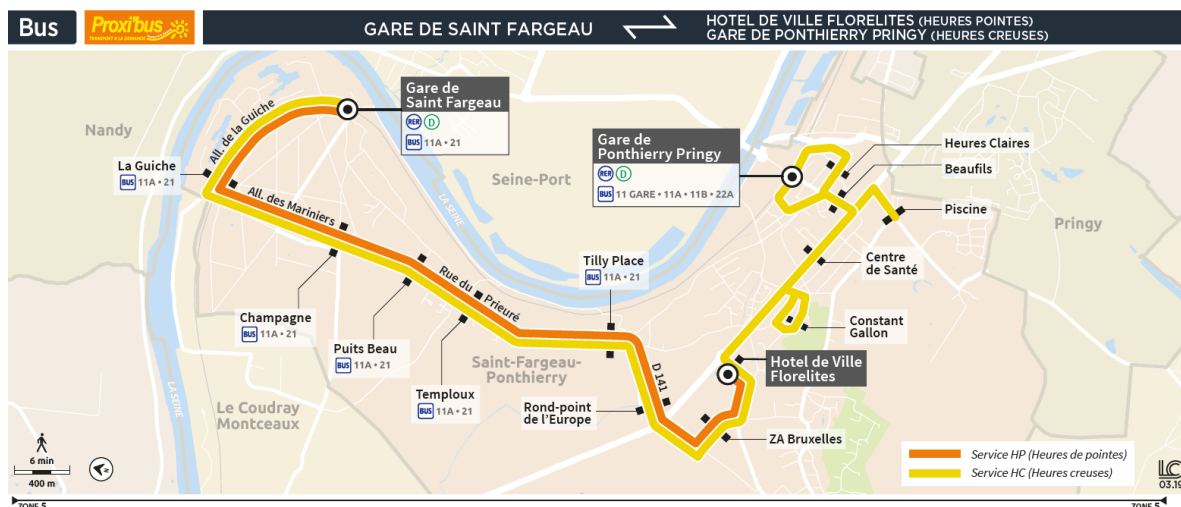 Bus
Proxi'bus
TRANSPORT A LA DEMANDE
GARE DE SAINT FARGEAU
HOTEL DE VILLE FLORELITES (HEURES POINTES)
GARE DE PONTHIERRY PRINGY (HEURES CREUSES)
Nandy
All. de la Guiche
Gare de
Saint Fargeau
RER D
BUS 11A • 21
La Guiche
BUS 11A • 21
All. des Mariniers
LA SEINE
Seine-Port
Gare de
Ponthierry Pringy
RER D
BUS 11 GARE • 11A • 11B • 22A
Heures Claires
Beaufils
Piscine
Pringy
Centre
de Santé
Constant
Gallon
Tilly Place
BUS 11A • 21
Rue du Prieuré
Champagne
BUS 11A • 21
Puits Beau
BUS 11A • 21
Temploux
BUS 11A • 21
Saint-Fargeau-
Ponthierry
D 141
Hotel de Ville
Florelites
Rond-point
de l'Europe
ZA Bruxelles
LA SEINE
Le Coudray
Montceaux
6 min
400 m
Service HP (Heures de pointes)
Service HC (Heures creuses)
LC
03.19
ZONE 5
ZONE 5